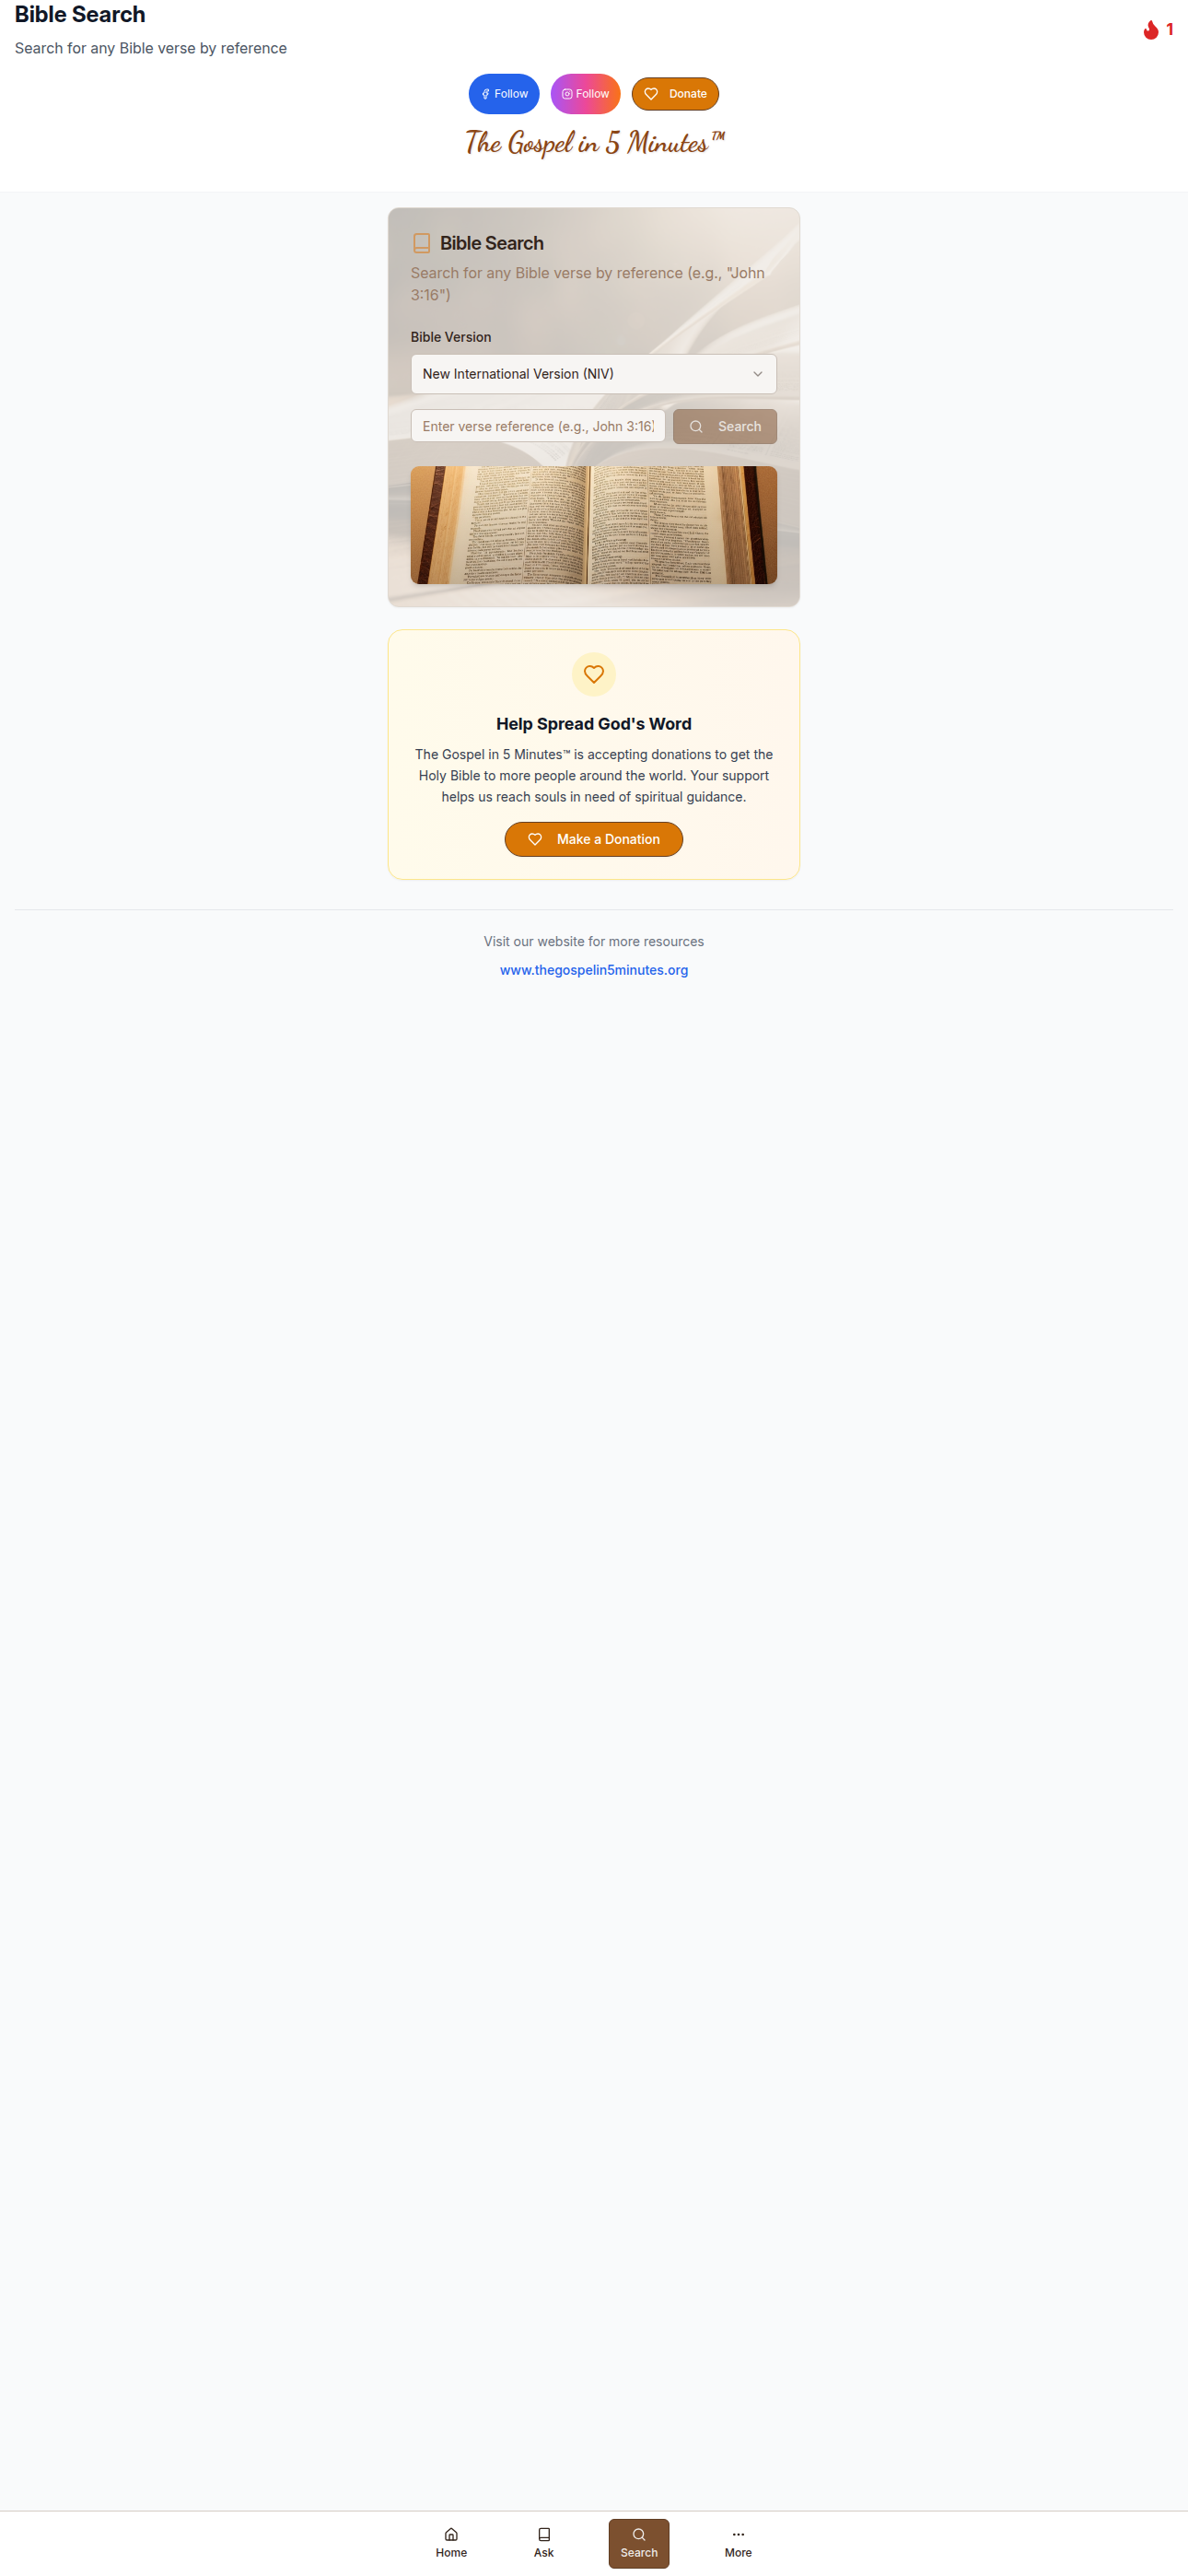 Bible Search
1
Search for any Bible verse by reference
Follow
Follow
Donate
The Gospel in 5 Minutes™
Bible Search
Search for any Bible verse by reference (e.g., "John
3:16")
Bible Version
New International Version (NIV)
Enter verse reference (e.g., John 3:16)
Search
Help Spread God's Word
The Gospel in 5 Minutes™ is accepting donations to get the
Holy Bible to more people around the world. Your support
helps us reach souls in need of spiritual guidance.
Make a Donation
Visit our website for more resources
www.thegospelin5minutes.org
Home
Ask
Search
More